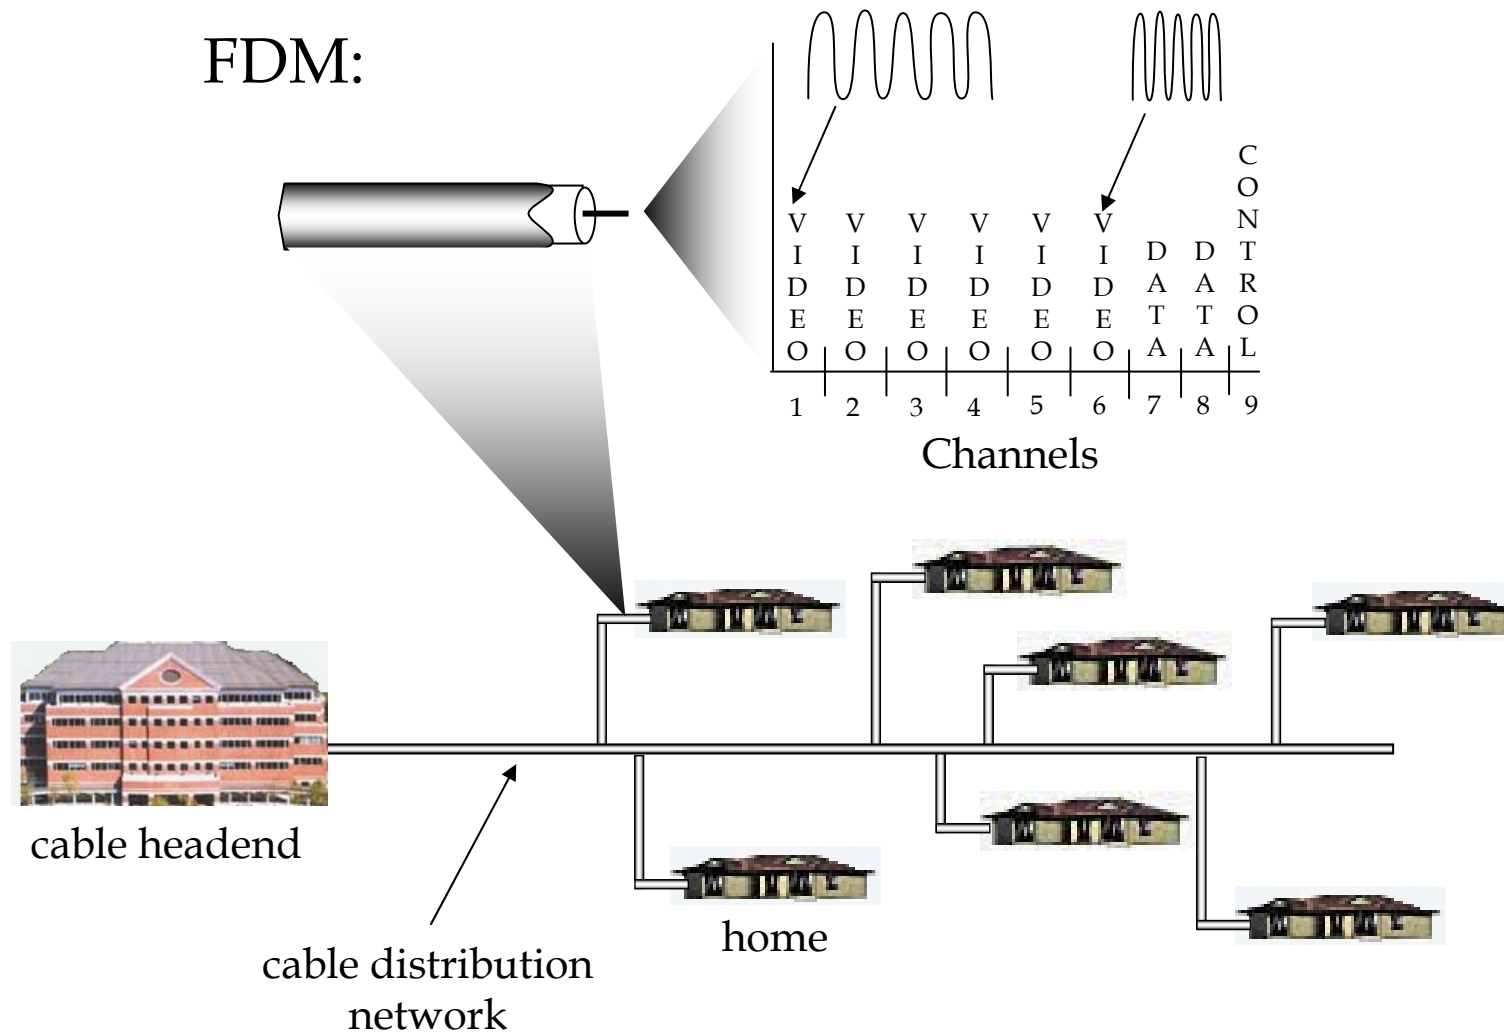 FDM:
VIDEO
VIDEO
VIDEO
VIDEO
VIDEO
VIDEO
DATA
DATA
CONTROL
1 2 3 4 5 6 7 8 9
Channels
cable headend
home
cable distribution
network